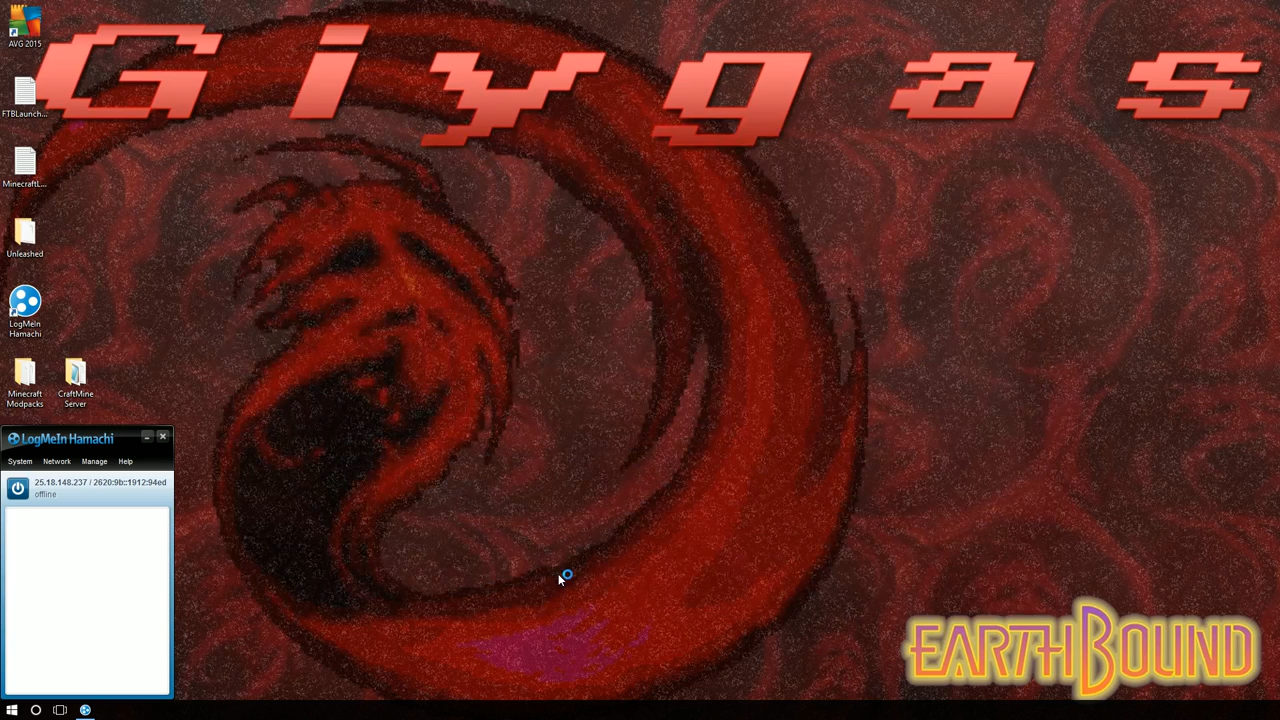 Giygas
AVG 2015
FTBLaunch...
MinecraftL...
Unleashed
LogMeIn
Hamachi
Minecraft
Modpacks
CraftMine
Server
LogMeIn Hamachi
System Network Manage Help
25.18.148.237 / 2620:9b::1912:94ed
offline
EARTHBOUND